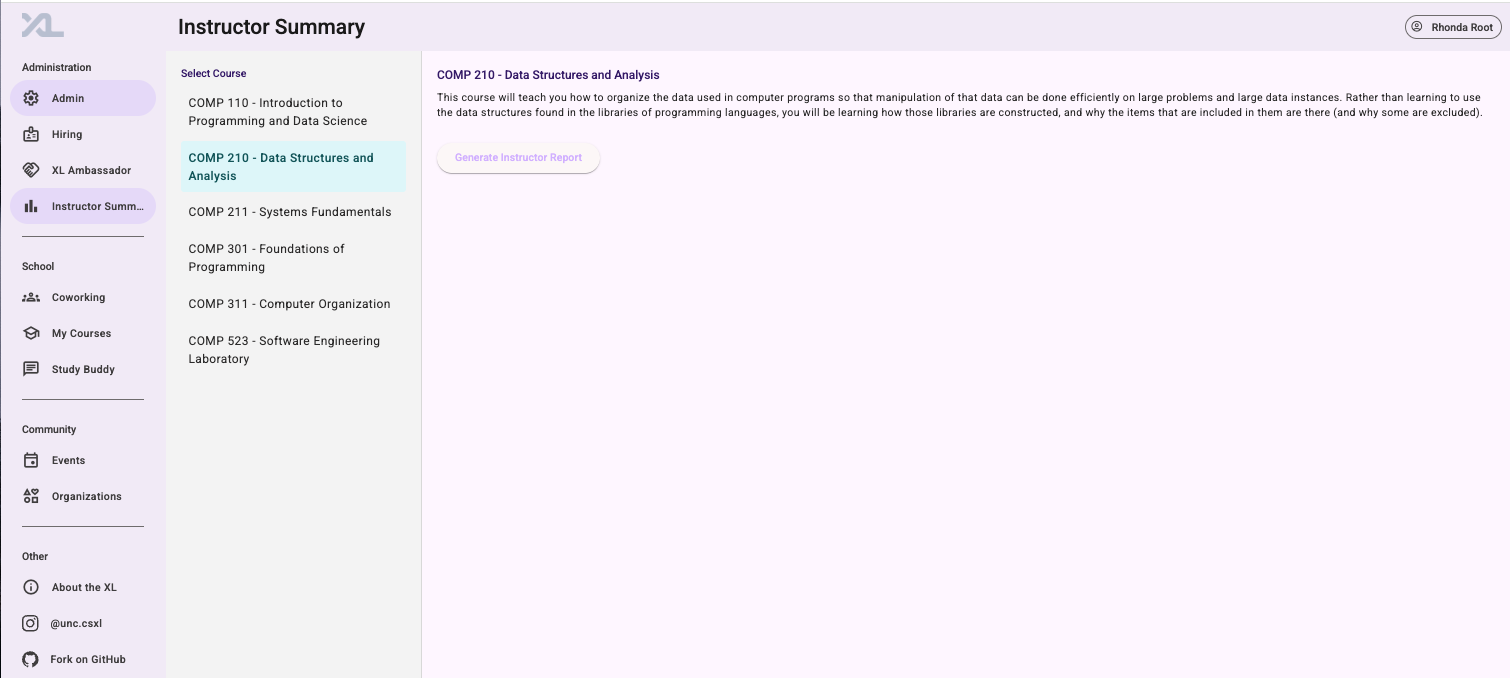 XL
Instructor Summary
Rhonda Root
Administration
Admin
Hiring
XL Ambassador
Instructor Summ…
School
Coworking
My Courses
Study Buddy
Community
Events
Organizations
Other
About the XL
@unc.csxl
Fork on GitHub
Select Course
COMP 110 - Introduction to
Programming and Data Science
COMP 210 - Data Structures and
Analysis
COMP 211 - Systems Fundamentals
COMP 301 - Foundations of
Programming
COMP 311 - Computer Organization
COMP 523 - Software Engineering
Laboratory
COMP 210 - Data Structures and Analysis
This course will teach you how to organize the data used in computer programs so that manipulation of that data can be done efficiently on large problems and large data instances. Rather than learning to use
the data structures found in the libraries of programming languages, you will be learning how those libraries are constructed, and why the items that are included in them are there (and why some are excluded).
Generate Instructor Report